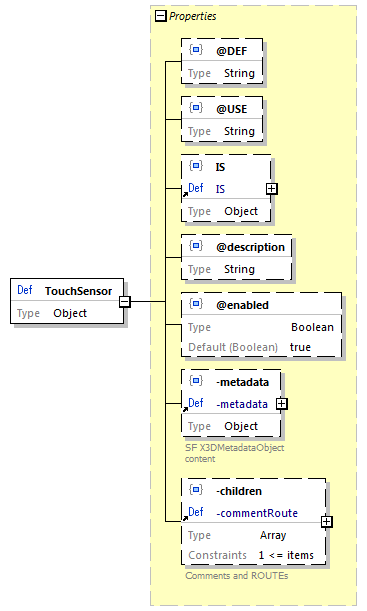 Properties
@DEF
Type String
@USE
Type String
IS
Def IS
Type Object
@description
Type String
Def TouchSensor
Type Object
@enabled
Type Boolean
Default (Boolean) true
-metadata
Def -metadata
Type Object
SF X3DMetadataObject
content
-children
Def -commentRoute
Type Array
Constraints 1 <= items
Comments and ROUTEs